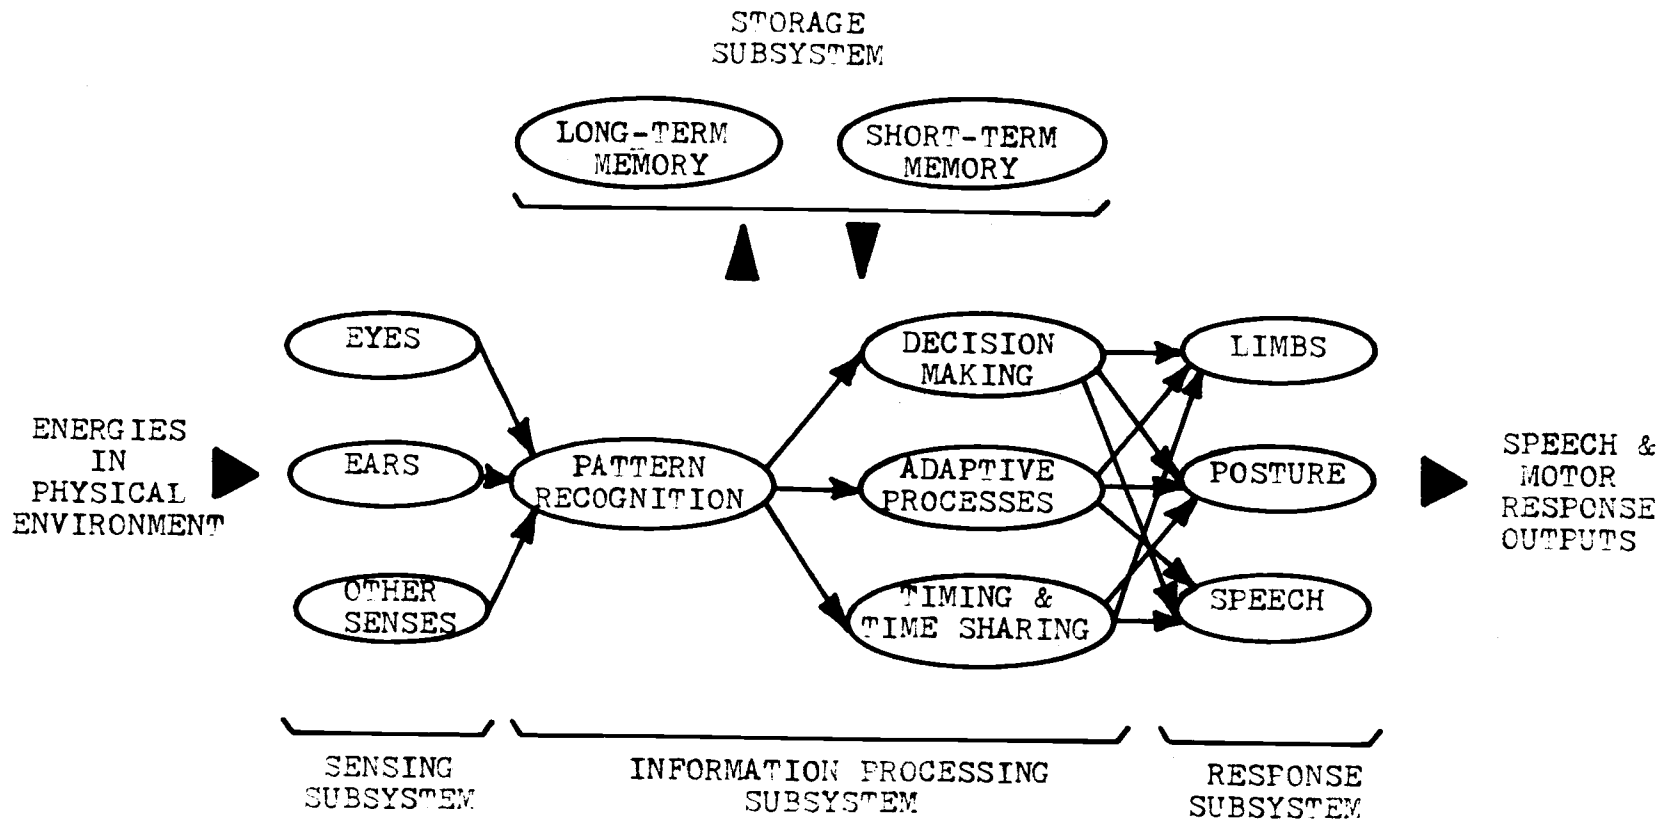 STORAGE
SUBSYSTEM
LONG-TERM
MEMORY
SHORT-TERM
MEMORY
EYES
DECISION
MAKING
LIMBS
ENERGIES
IN
PHYSICAL
ENVIRONMENT
EARS
PATTERN
RECOGNITION
ADAPTIVE
PROCESSES
POSTURE
SPEECH &
MOTOR
RESPONSE
OUTPUTS
OTHER
SENSES
TIMING &
TIME SHARING
SPEECH
SENSING
SUBSYSTEM
INFORMATION PROCESSING
SUBSYSTEM
RESPONSE
SUBSYSTEM